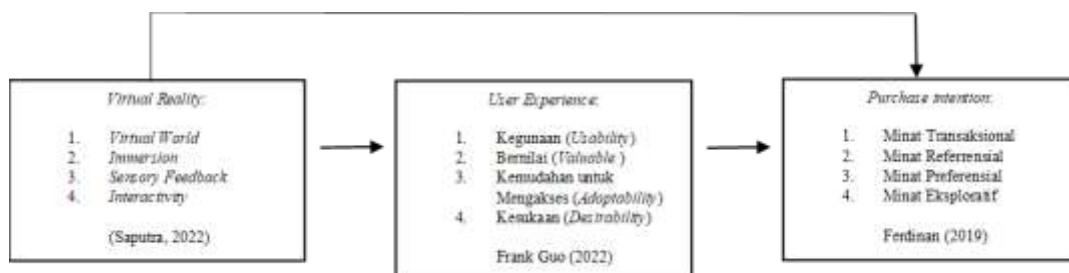 Virtual Reality:
1. Virtual World
2. Immersion
3. Sensory Feedback
4. Interactivity
(Saputra, 2022)
User Experience:
1. Kegunaan (Usability)
2. Bernilai (Valuable )
3. Kemudahan untuk
Mengakses (Adoptability)
4. Kesukaan (Desirability)
Frank Guo (2022)
Purchase intention:
1. Minat Transaksional
2. Minat Referrensial
3. Minat Preferensial
4. Minat Eksploratif
Ferdinan (2019)